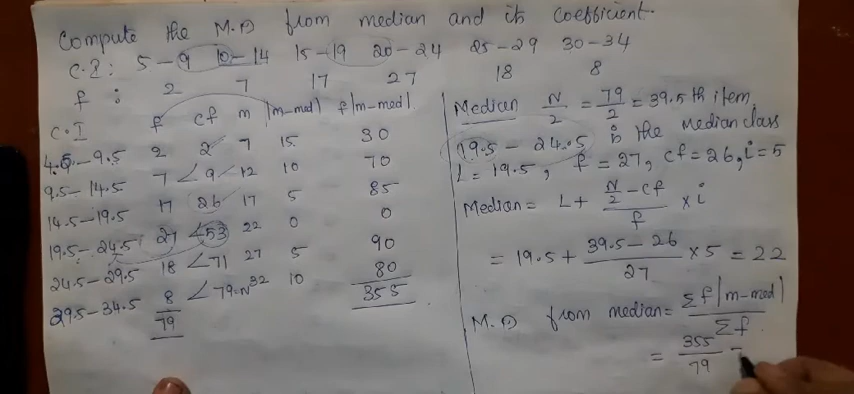 Compute the M.D from median and its coefficient.
C.I : 5 - 9 10 - 14 15 - 19 20 - 24 25 - 29 30 - 34
f : 2 7 17 27 18 8
C.I f cf m |m-med| f|m-med|
4.5 - 9.5 2 2 7 15 30
9.5 - 14.5 7 9 12 10 70
14.5 - 19.5 17 26 17 5 85
19.5 - 24.5 27 53 22 0 0
24.5 - 29.5 18 71 27 5 90
29.5 - 34.5 8 79=N 32 10 80
79 355
Median N/2 = 79/2 = 39.5th item
19.5 - 24.5 is the median class
L = 19.5, f = 27, cf = 26, i = 5
Median = L + (N/2 - cf)/f × i
= 19.5 + (39.5 - 26)/27 × 5 = 22
M.D from median = Σf|m-med|/Σf
= 355/79 =